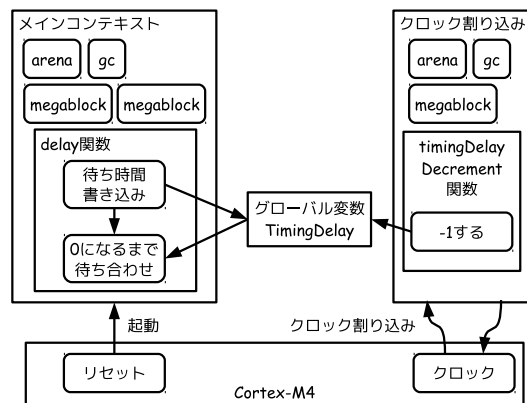 メインコンテキスト
arena
gc
megablock
megablock
delay関数
待ち時間
書き込み
0になるまで
待ち合わせ
グローバル変数
TimingDelay
クロック割り込み
arena
gc
megablock
timingDelay
Decrement
関数
-1する
起動
クロック割り込み
リセット
クロック
Cortex-M4